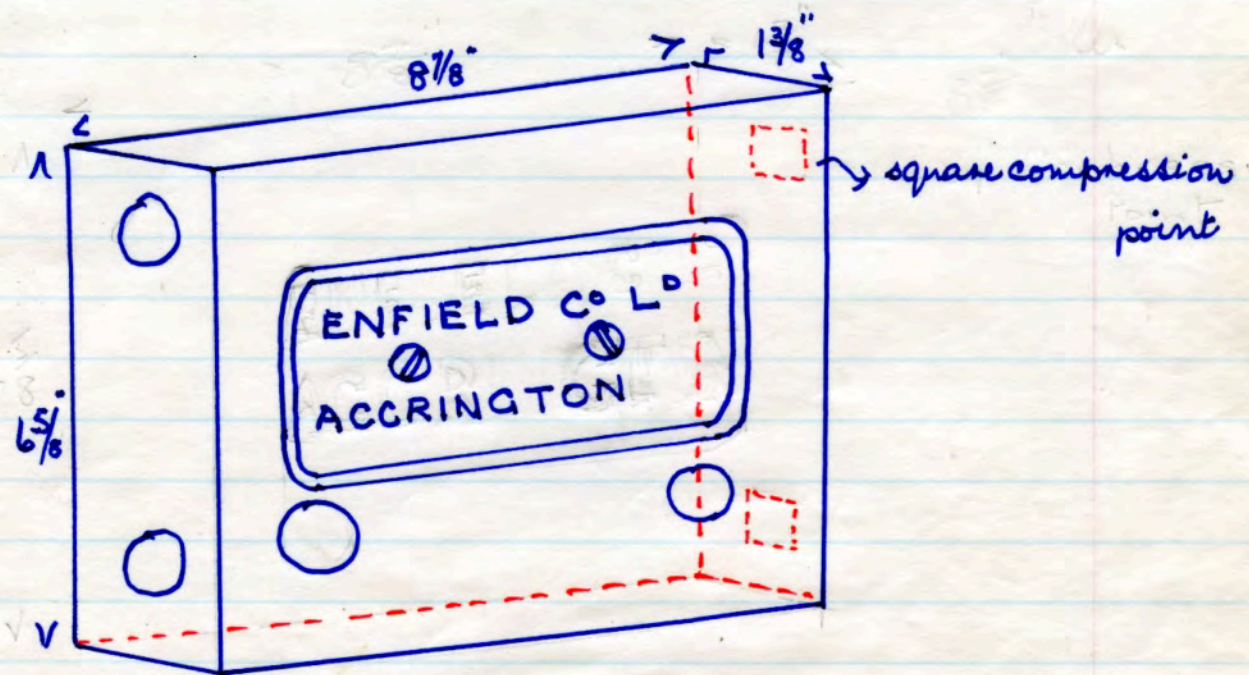 8 7/8"
1 3/8"
square compression
point
ENFIELD Cº Lᴰ
ACCRINGTON
6 5/8"